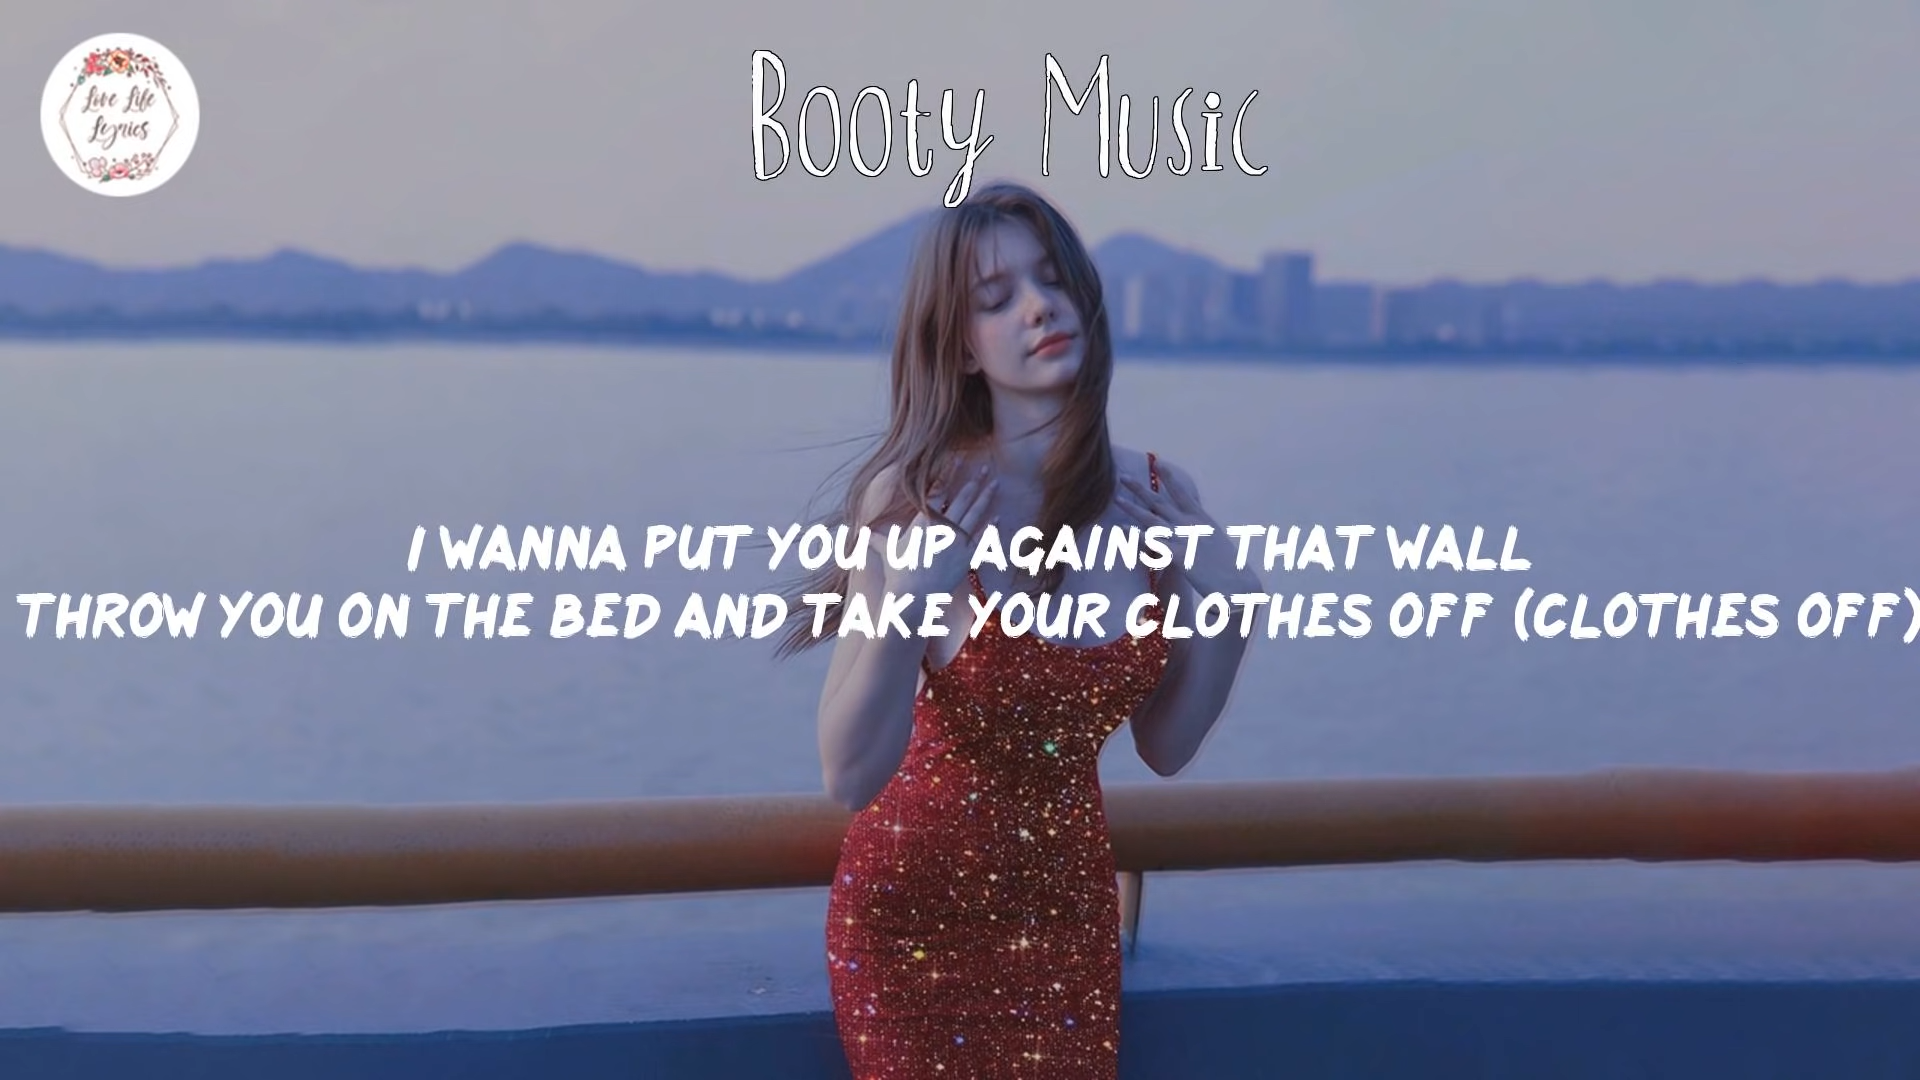 Love Life
Lyrics
Booty Music
I WANNA PUT YOU UP AGAINST THAT WALL
THROW YOU ON THE BED AND TAKE YOUR CLOTHES OFF (CLOTHES OFF)